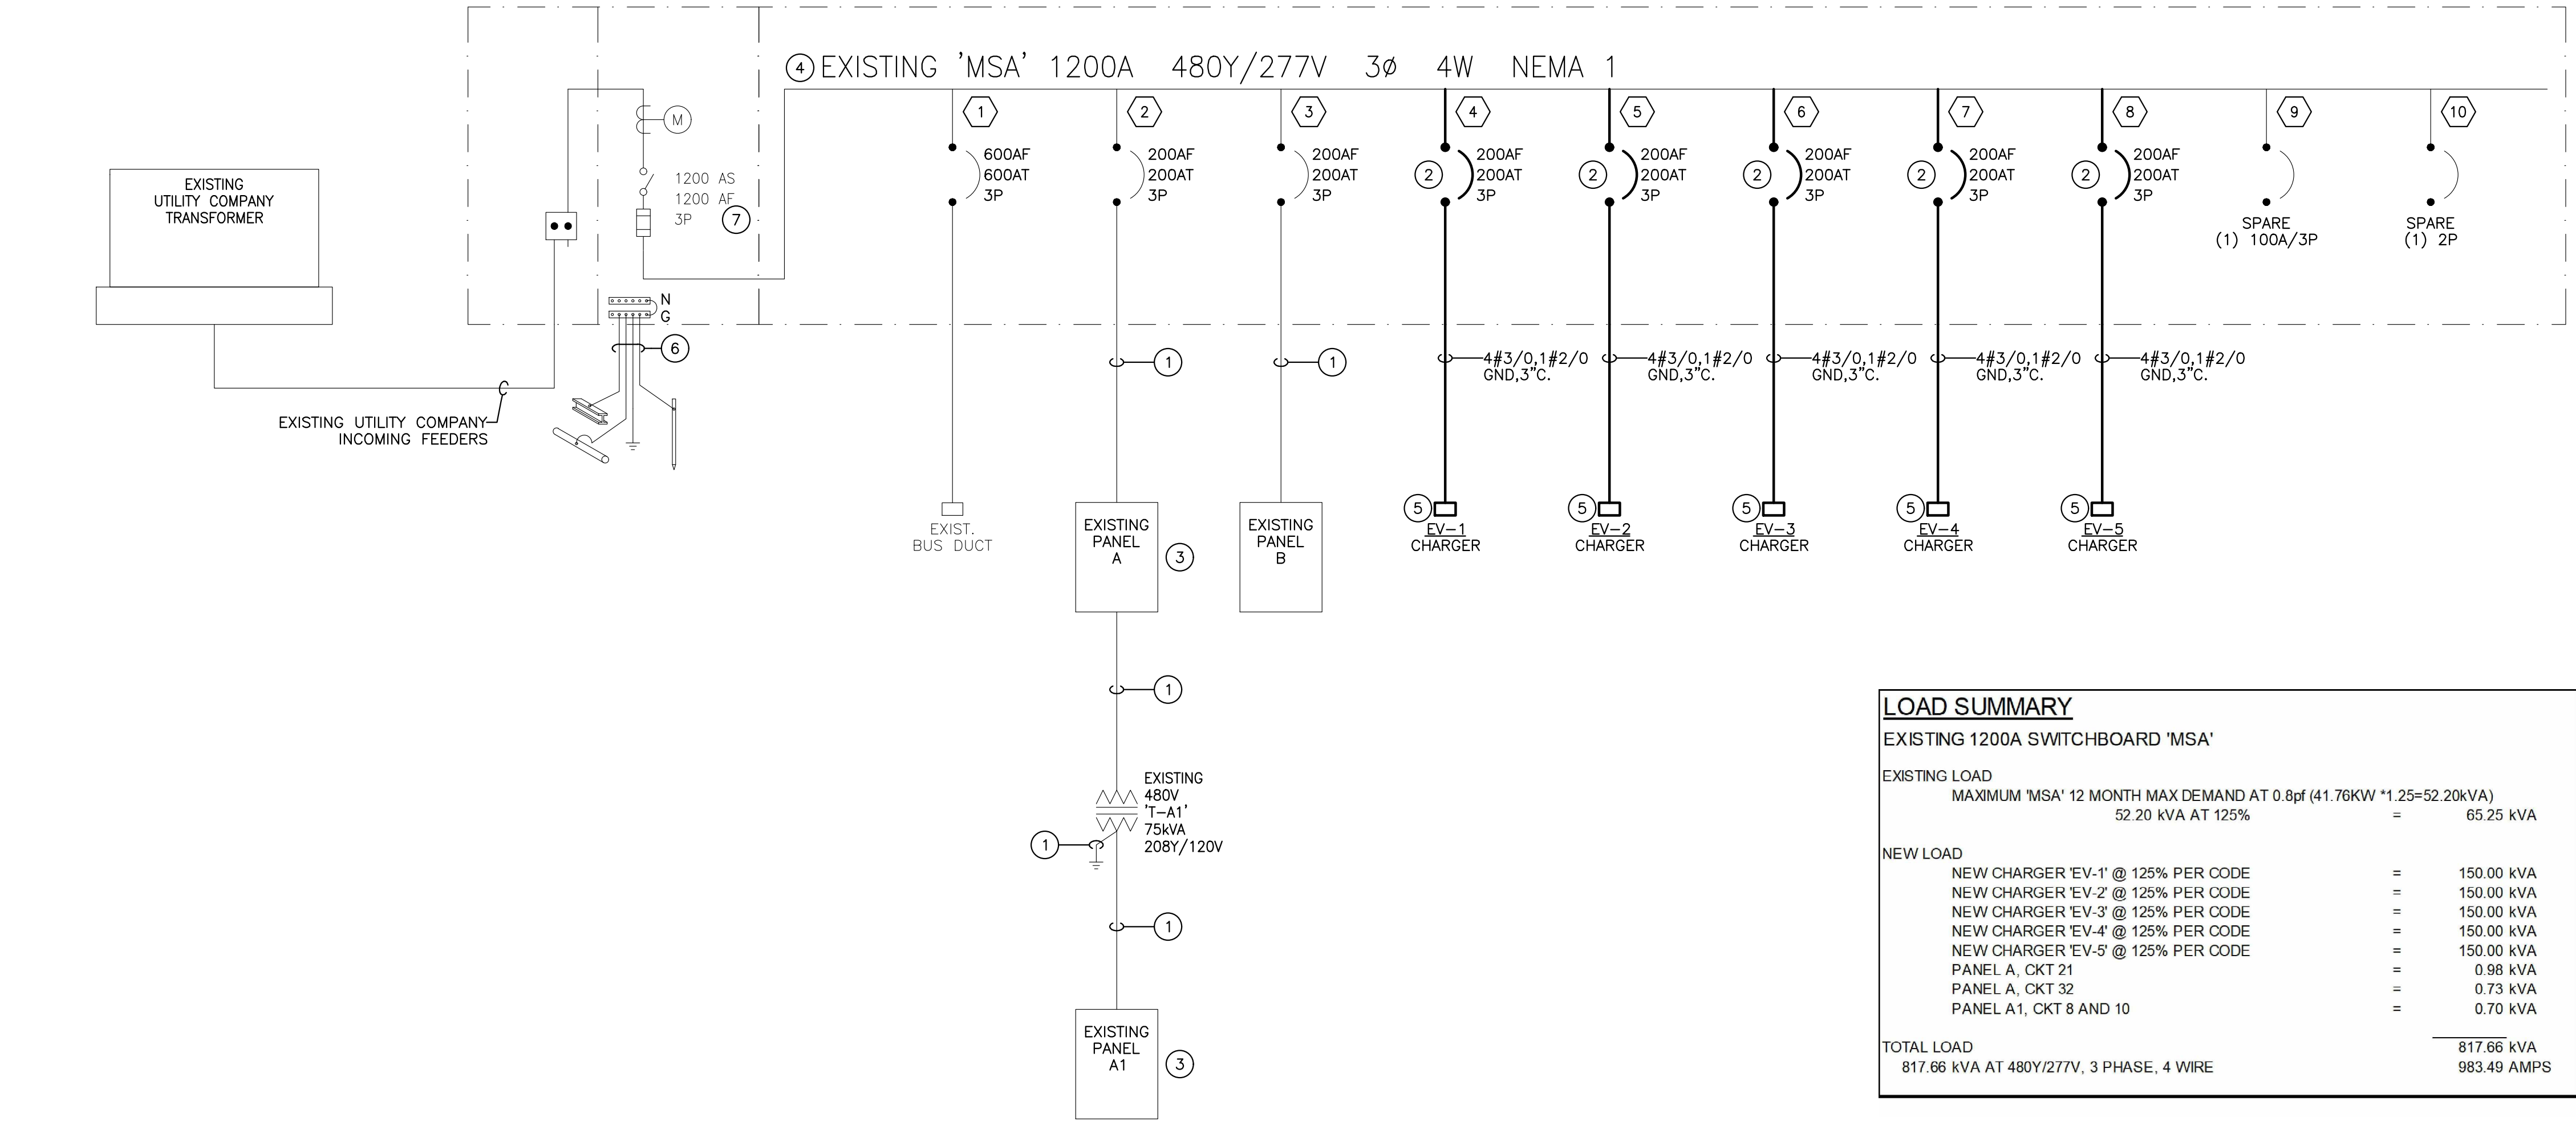 4 EXISTING 'MSA' 1200A 480Y/277V 3ø 4W NEMA 1
EXISTING
UTILITY COMPANY
TRANSFORMER
EXISTING UTILITY COMPANY
INCOMING FEEDERS
M
1200 AS
1200 AF
3P
7
N
G
6
1
600AF
600AT
3P
EXIST.
BUS DUCT
2
200AF
200AT
3P
1
EXISTING
PANEL
A
3
1
EXISTING
480V
'T-A1'
75kVA
208Y/120V
1
1
EXISTING
PANEL
A1
3
3
200AF
200AT
3P
1
EXISTING
PANEL
B
4
2
200AF
200AT
3P
4#3/0,1#2/0
GND,3"C.
5
EV-1
CHARGER
5
2
200AF
200AT
3P
4#3/0,1#2/0
GND,3"C.
5
EV-2
CHARGER
6
2
200AF
200AT
3P
4#3/0,1#2/0
GND,3"C.
5
EV-3
CHARGER
7
2
200AF
200AT
3P
4#3/0,1#2/0
GND,3"C.
5
EV-4
CHARGER
8
2
200AF
200AT
3P
4#3/0,1#2/0
GND,3"C.
5
EV-5
CHARGER
9
SPARE
(1) 100A/3P
10
SPARE
(1) 2P
LOAD SUMMARY
EXISTING 1200A SWITCHBOARD 'MSA'
EXISTING LOAD
MAXIMUM 'MSA' 12 MONTH MAX DEMAND AT 0.8pf (41.76KW *1.25=52.20kVA)
52.20 kVA AT 125% = 65.25 kVA
NEW LOAD
NEW CHARGER 'EV-1' @ 125% PER CODE = 150.00 kVA
NEW CHARGER 'EV-2' @ 125% PER CODE = 150.00 kVA
NEW CHARGER 'EV-3' @ 125% PER CODE = 150.00 kVA
NEW CHARGER 'EV-4' @ 125% PER CODE = 150.00 kVA
NEW CHARGER 'EV-5' @ 125% PER CODE = 150.00 kVA
PANEL A, CKT 21 = 0.98 kVA
PANEL A, CKT 32 = 0.73 kVA
PANEL A1, CKT 8 AND 10 = 0.70 kVA
TOTAL LOAD 817.66 kVA
817.66 kVA AT 480Y/277V, 3 PHASE, 4 WIRE 983.49 AMPS